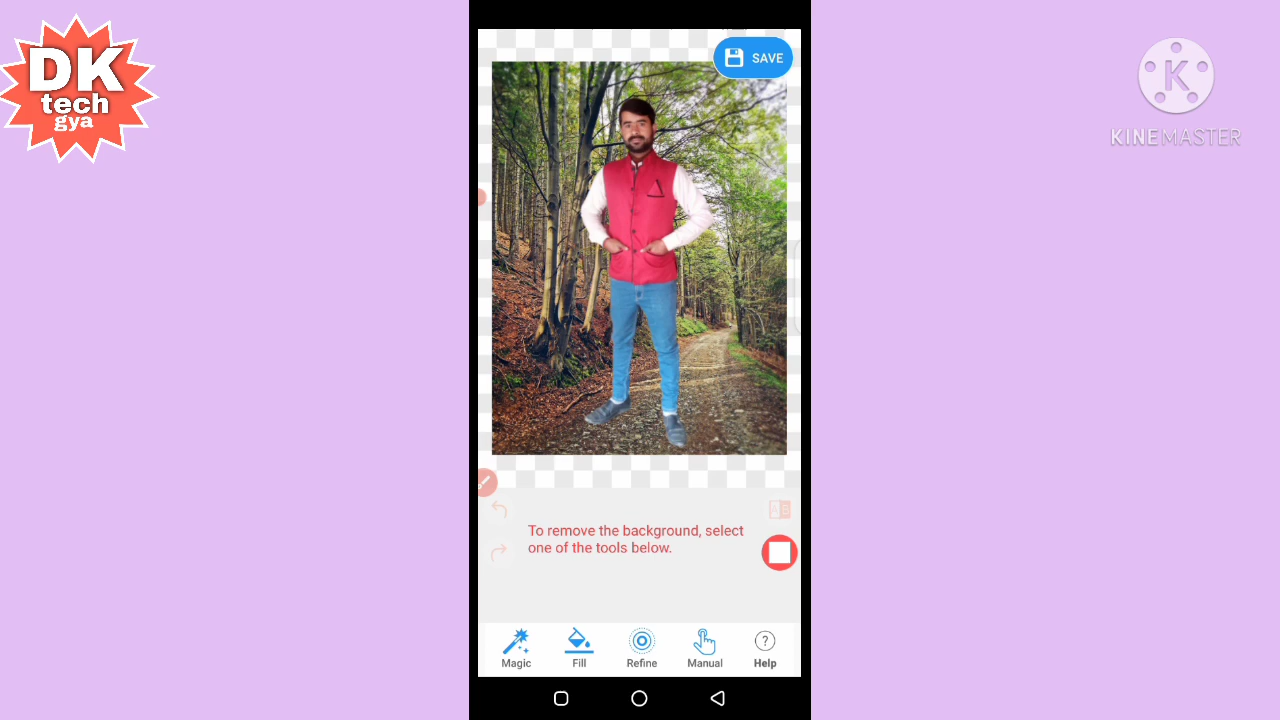 DK
tech
gya
K
KINEMASTER
SAVE
To remove the background, select
one of the tools below.
Magic
Fill
Refine
Manual
?
Help